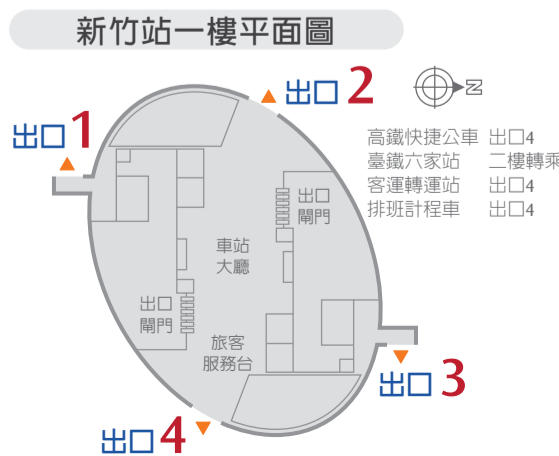 新竹站一樓平面圖
出口 1
出口 2
N
高鐵快捷公車 出口4
臺鐵六家站 二樓轉乘
客運轉運站 出口4
排班計程車 出口4
出口
閘門
車站
大廳
出口
閘門
旅客
服務台
出口 3
出口 4